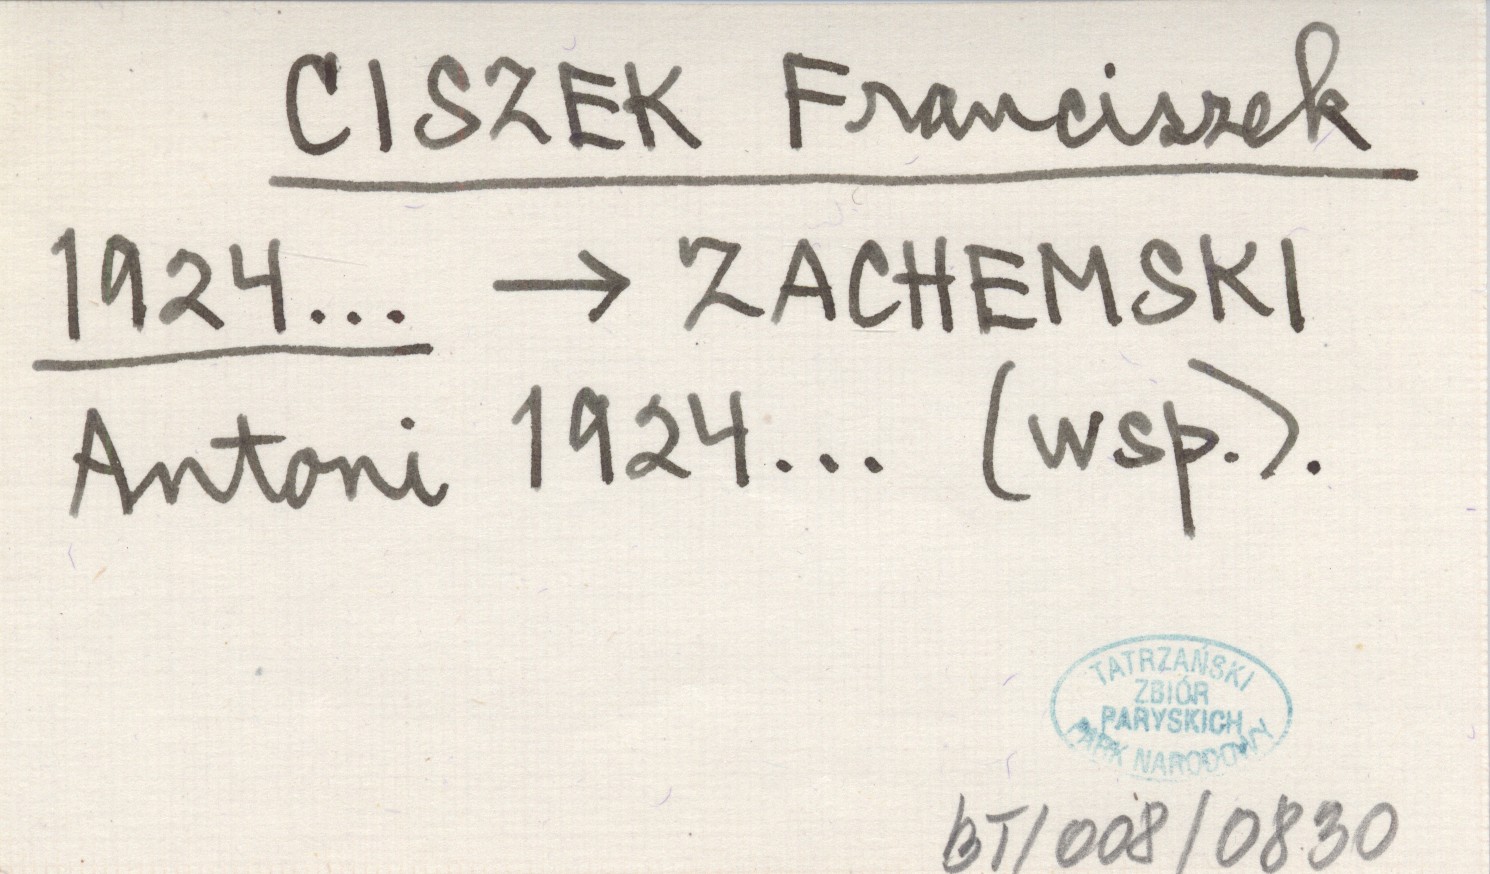 CISZEK Franciszek
1924... → ZACHEMSKI
Antoni 1924... (wsp.).
TATRZAŃSKI
ZBIÓR
PARYSKICH
PARK NARODOWY
BT/008/0830